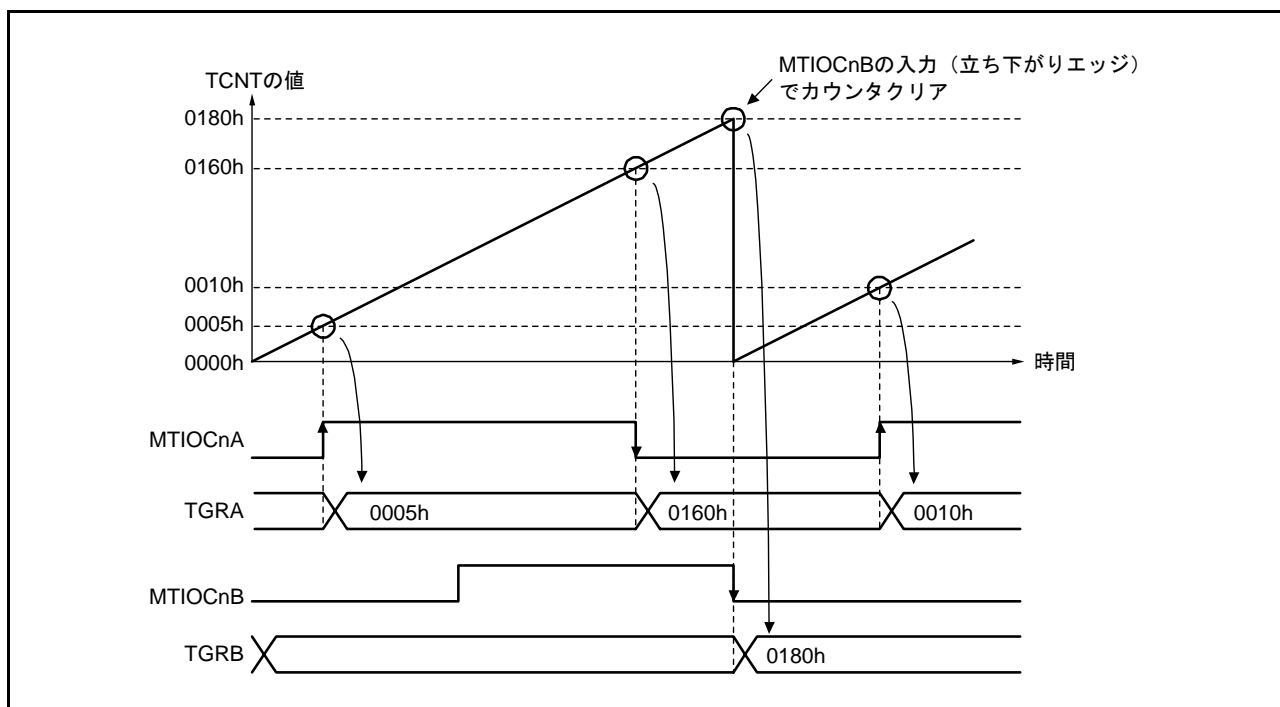 MTIOCnBの入力（立ち下がりエッジ）
でカウンタクリア
TCNTの値
0180h
0160h
0010h
0005h
0000h
時間
MTIOCnA
TGRA
0005h
0160h
0010h
MTIOCnB
TGRB
0180h